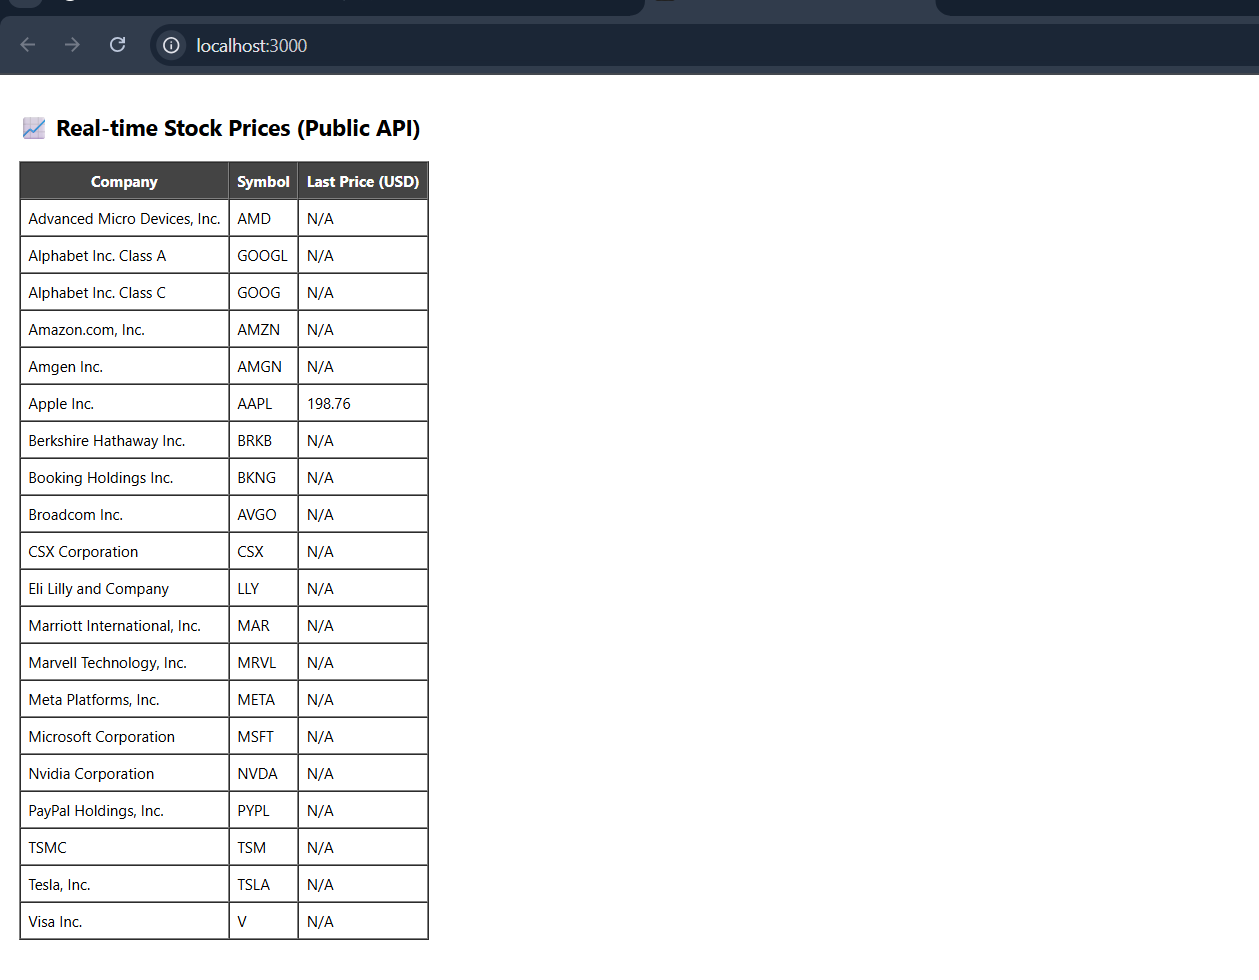 localhost:3000
📈 Real-time Stock Prices (Public API)
Company Symbol Last Price (USD)
Advanced Micro Devices, Inc. AMD N/A
Alphabet Inc. Class A GOOGL N/A
Alphabet Inc. Class C GOOG N/A
Amazon.com, Inc. AMZN N/A
Amgen Inc. AMGN N/A
Apple Inc. AAPL 198.76
Berkshire Hathaway Inc. BRKB N/A
Booking Holdings Inc. BKNG N/A
Broadcom Inc. AVGO N/A
CSX Corporation CSX N/A
Eli Lilly and Company LLY N/A
Marriott International, Inc. MAR N/A
Marvell Technology, Inc. MRVL N/A
Meta Platforms, Inc. META N/A
Microsoft Corporation MSFT N/A
Nvidia Corporation NVDA N/A
PayPal Holdings, Inc. PYPL N/A
TSMC TSM N/A
Tesla, Inc. TSLA N/A
Visa Inc. V N/A